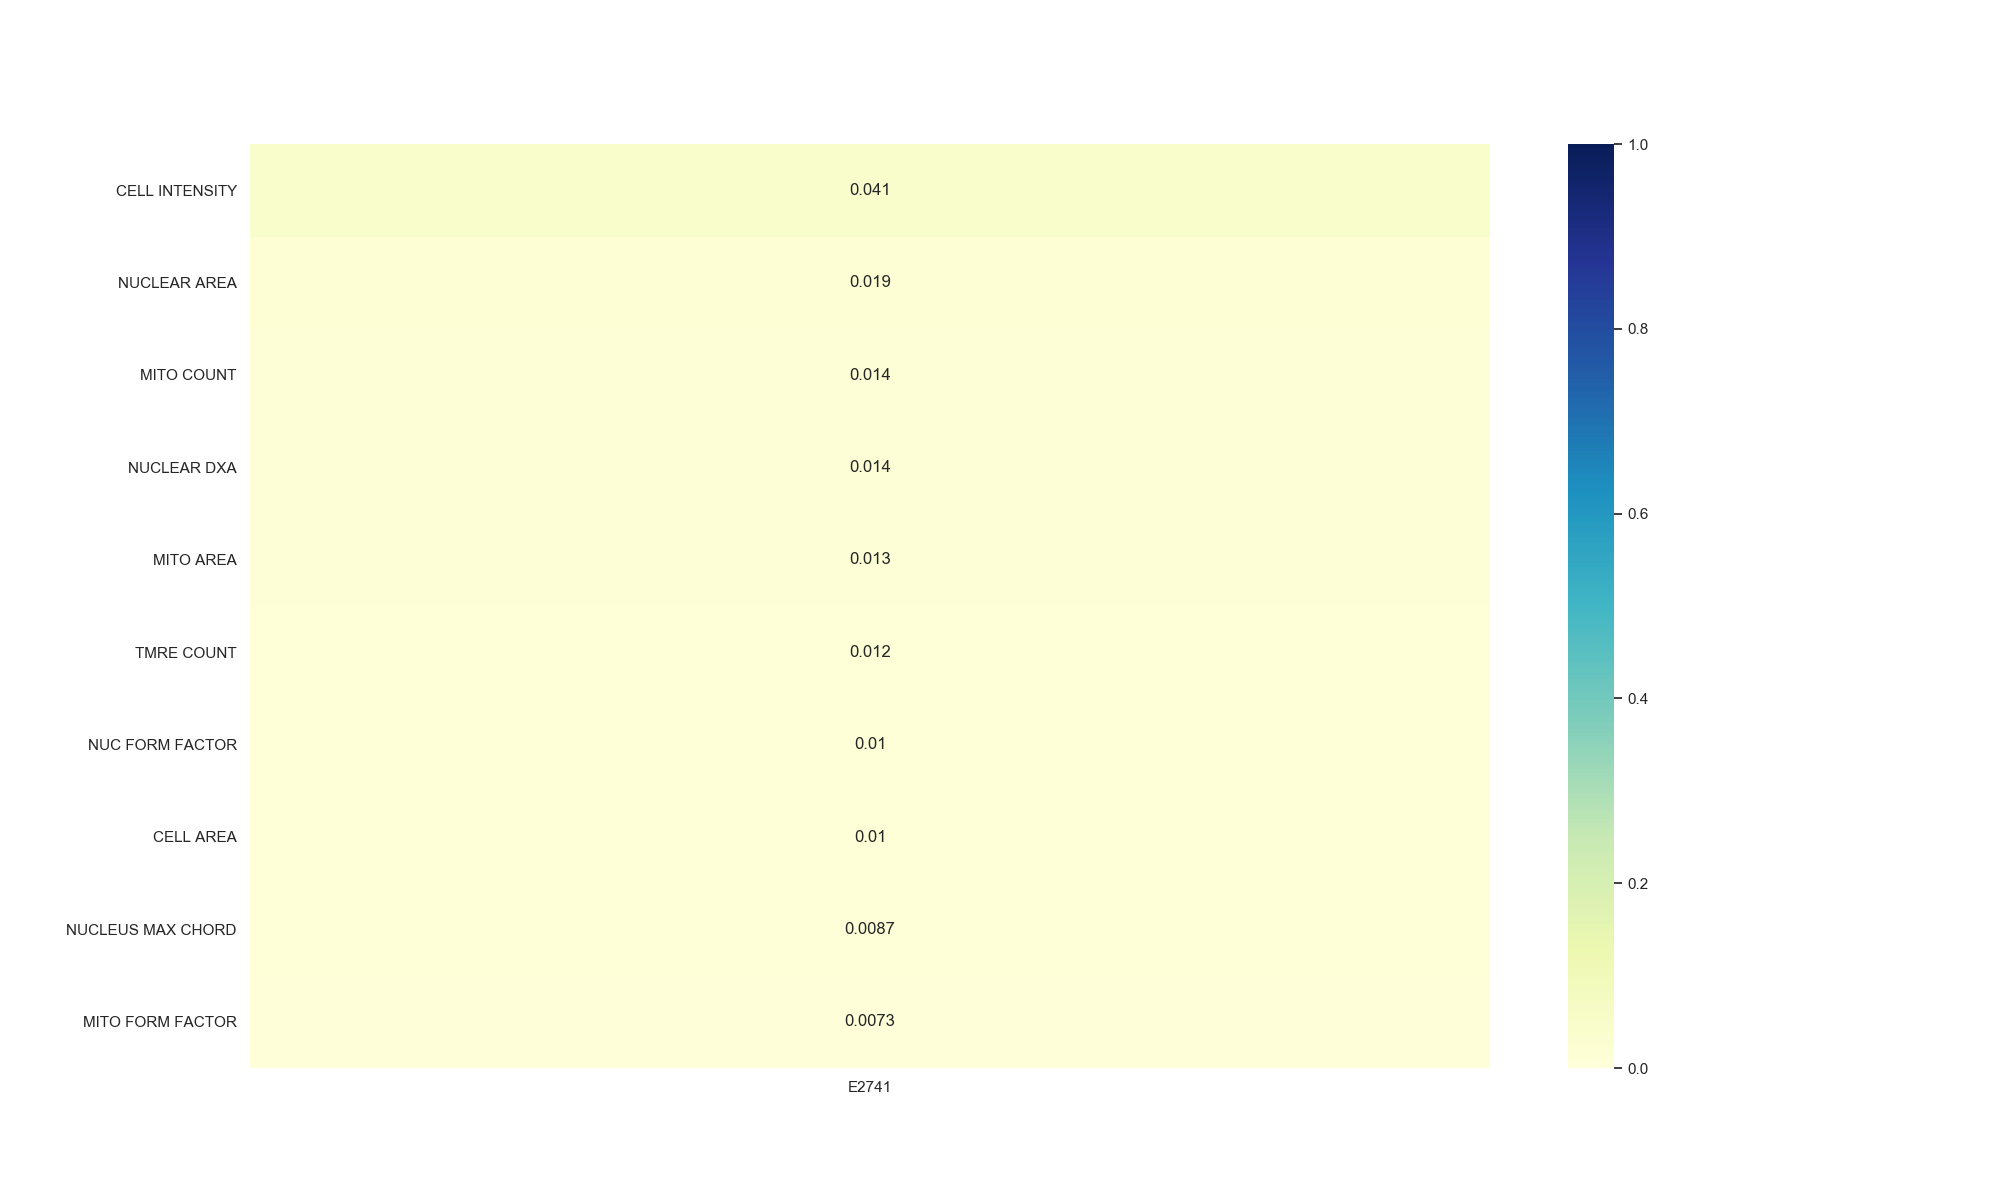 CELL INTENSITY 0.041
NUCLEAR AREA 0.019
MITO COUNT 0.014
NUCLEAR DXA 0.014
MITO AREA 0.013
TMRE COUNT 0.012
NUC FORM FACTOR 0.01
CELL AREA 0.01
NUCLEUS MAX CHORD 0.0087
MITO FORM FACTOR 0.0073
E2741
1.0
0.8
0.6
0.4
0.2
0.0